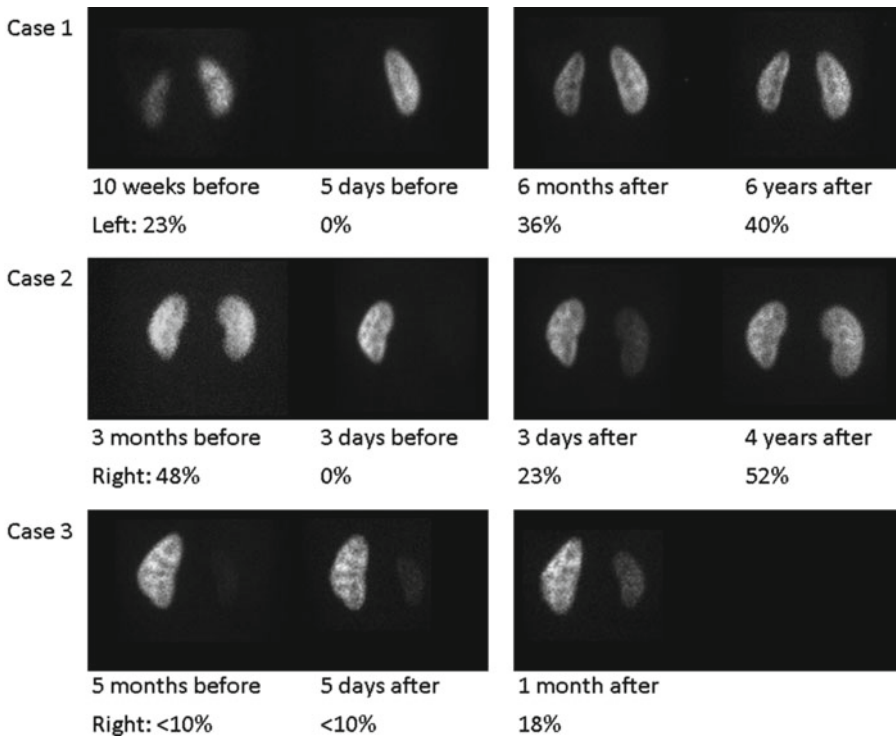 Case 1
10 weeks before 5 days before 6 months after 6 years after
Left: 23% 0% 36% 40%
Case 2
3 months before 3 days before 3 days after 4 years after
Right: 48% 0% 23% 52%
Case 3
5 months before 5 days after 1 month after
Right: <10% <10% 18%